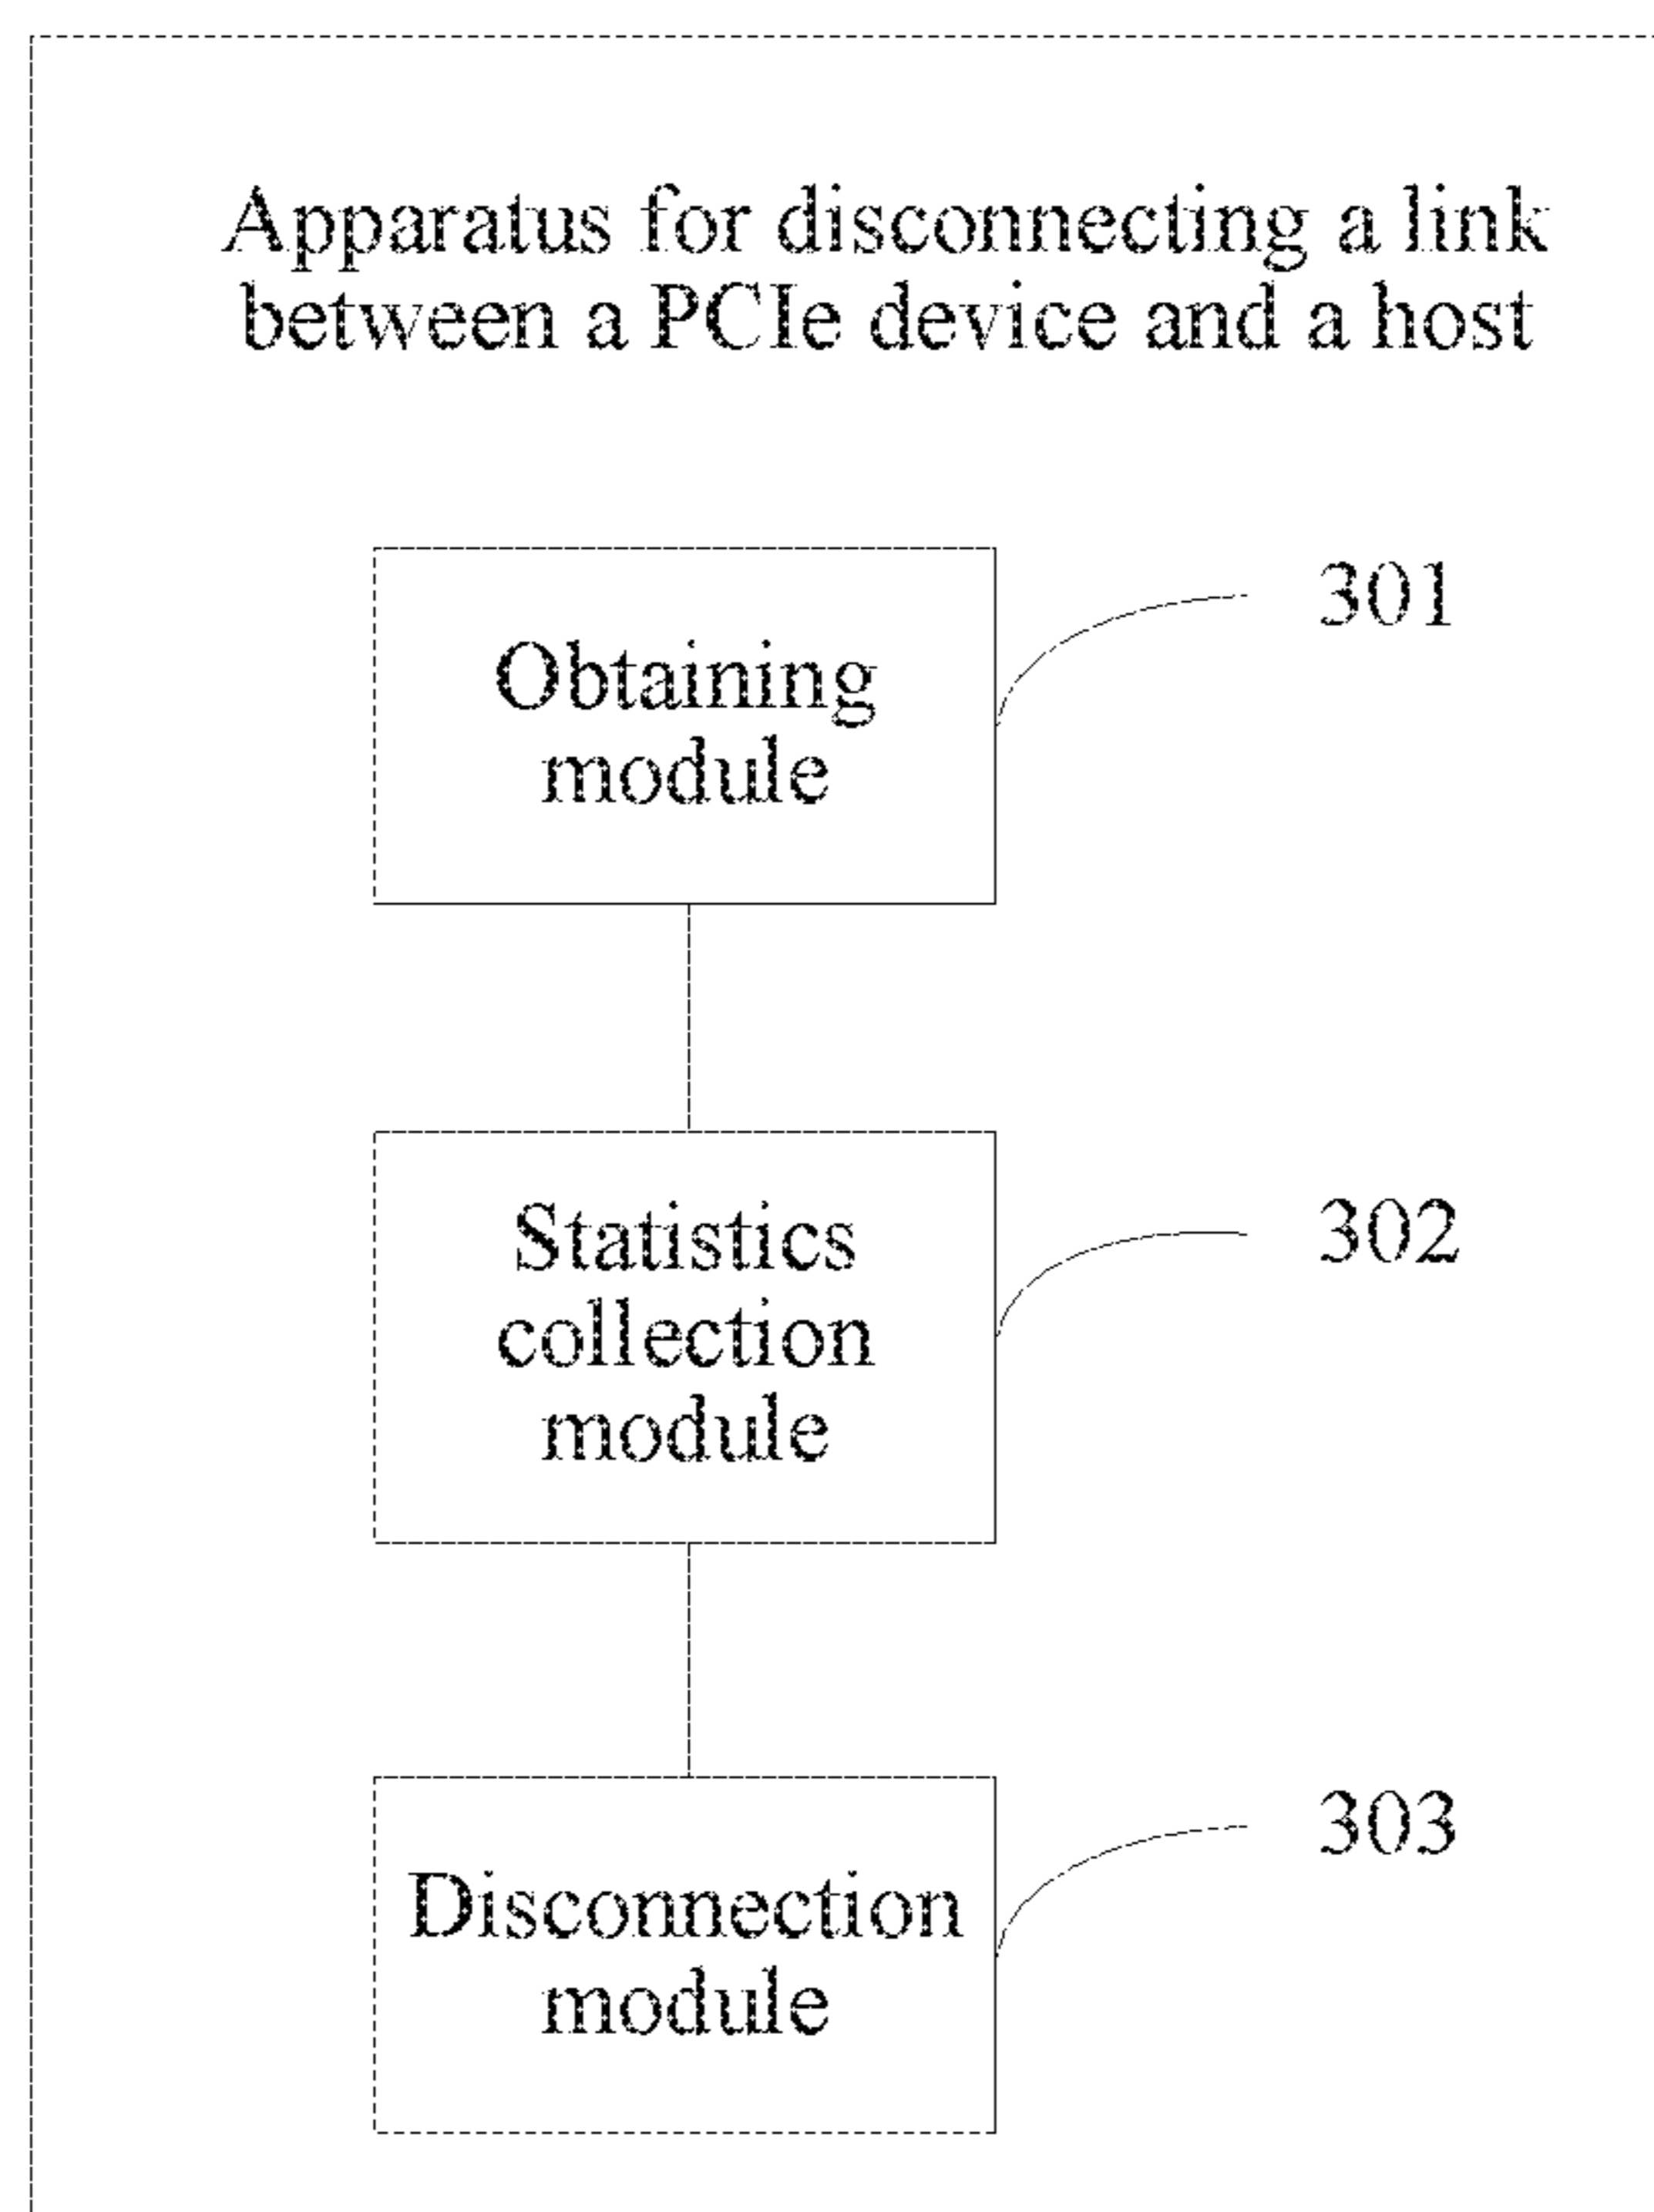 Apparatus for disconnecting a link
between a PCIe device and a host
301
Obtaining
module
302
Statistics
collection
module
303
Disconnection
module